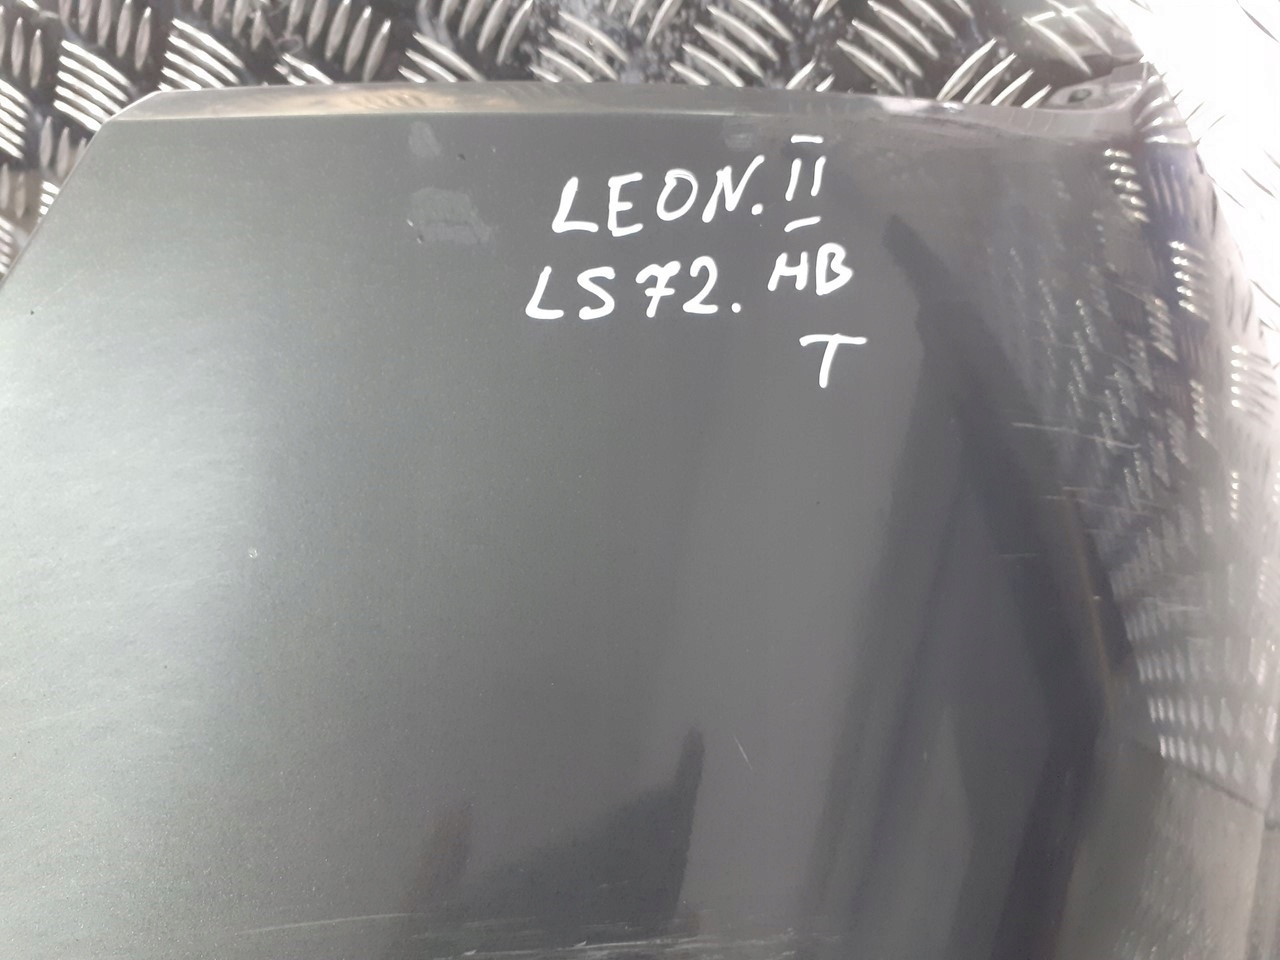 LEON. II
LS72. HB
T